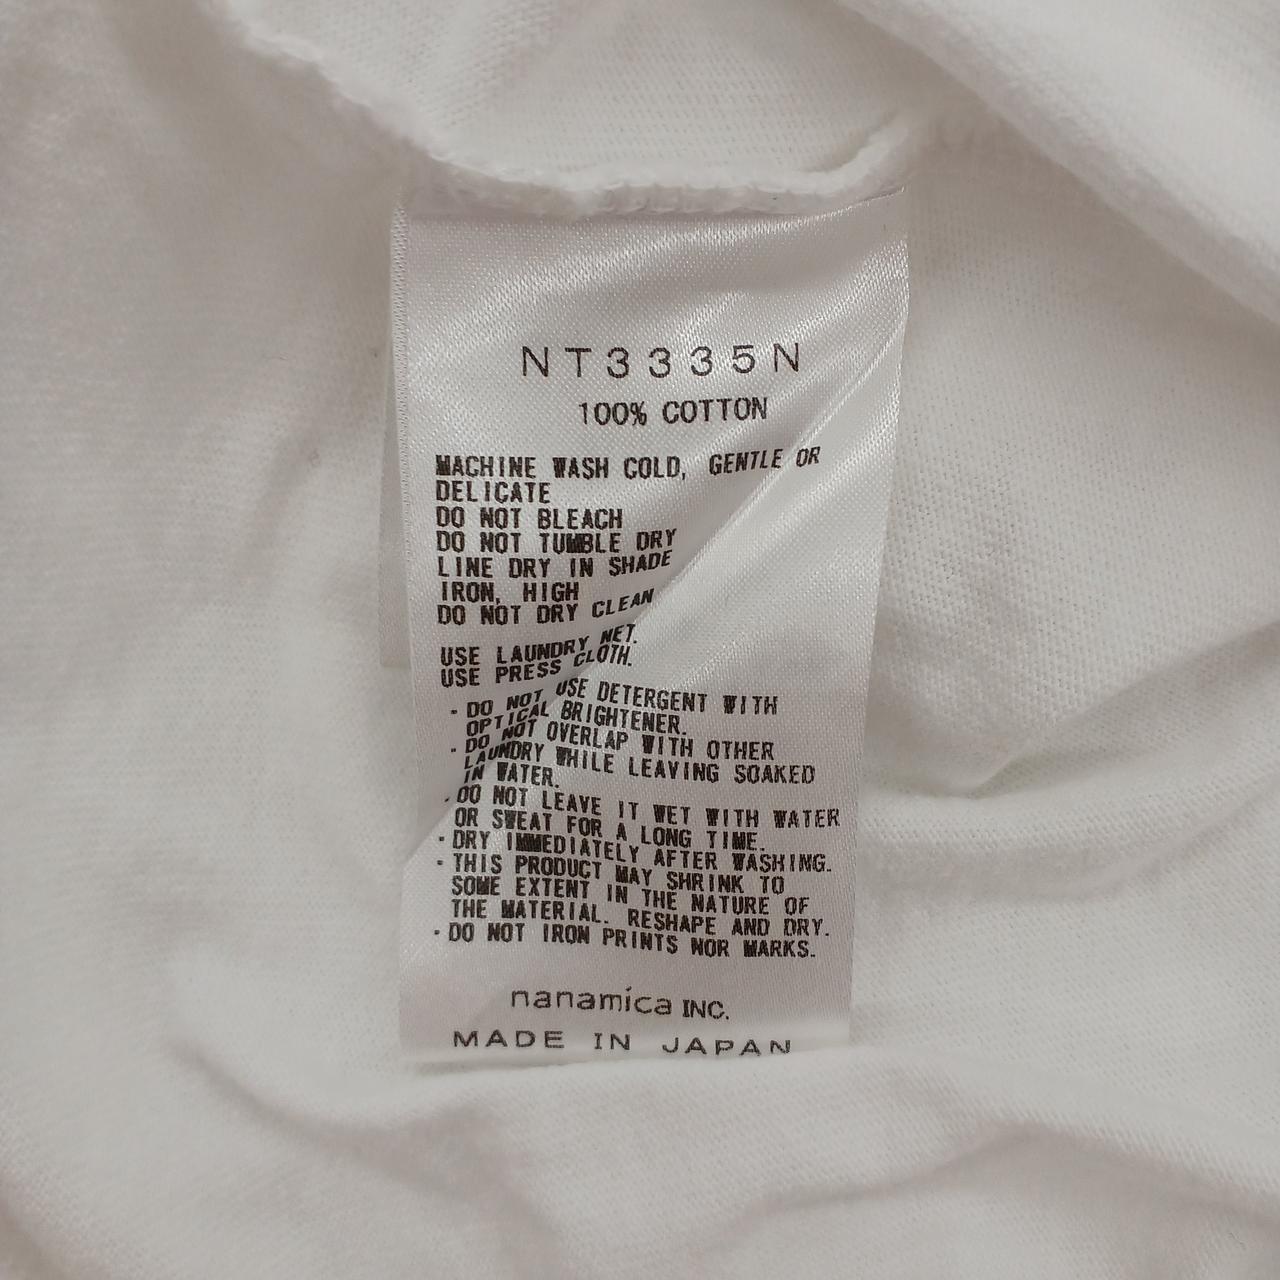 NT3335N
100% COTTON
MACHINE WASH COLD, GENTLE OR
DELICATE
DO NOT BLEACH
DO NOT TUMBLE DRY
LINE DRY IN SHADE
IRON, HIGH
DO NOT DRY CLEAN
USE LAUNDRY NET.
USE PRESS CLOTH.
・DO NOT USE DETERGENT WITH
OPTICAL BRIGHTENER.
・DO NOT OVERLAP WITH OTHER
LAUNDRY WHILE LEAVING SOAKED
IN WATER.
・DO NOT LEAVE IT WET WITH WATER
OR SWEAT FOR A LONG TIME.
・DRY IMMEDIATELY AFTER WASHING.
・THIS PRODUCT MAY SHRINK TO
SOME EXTENT IN THE NATURE OF
THE MATERIAL. RESHAPE AND DRY.
・DO NOT IRON PRINTS NOR MARKS.
nanamica INC.
MADE IN JAPAN